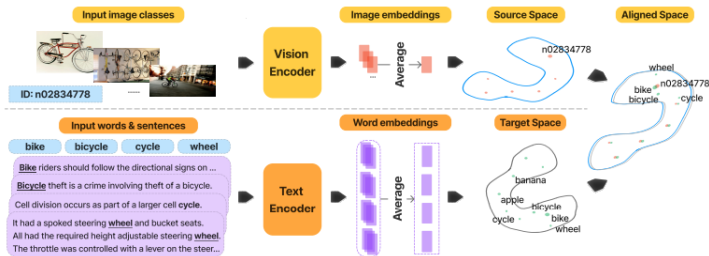 Input image classes
Image embeddings
Source Space
Aligned Space
ID: n02834778
......
Vision
Encoder
...
Average
n02834778
wheel
n02834778
bike
bicycle
cycle
Input words & sentences
Word embeddings
Target Space
bike bicycle cycle wheel
Bike riders should follow the directional signs on ...
Bicycle theft is a crime involving theft of a bicycle.
Cell division occurs as part of a larger cell cycle.
It had a spoked steering wheel and bucket seats.
All had the required height adjustable steering wheel.
The throttle was controlled with a lever on the steer...
Text
Encoder
Average
banana
apple
bicycle
cycle
bike
wheel